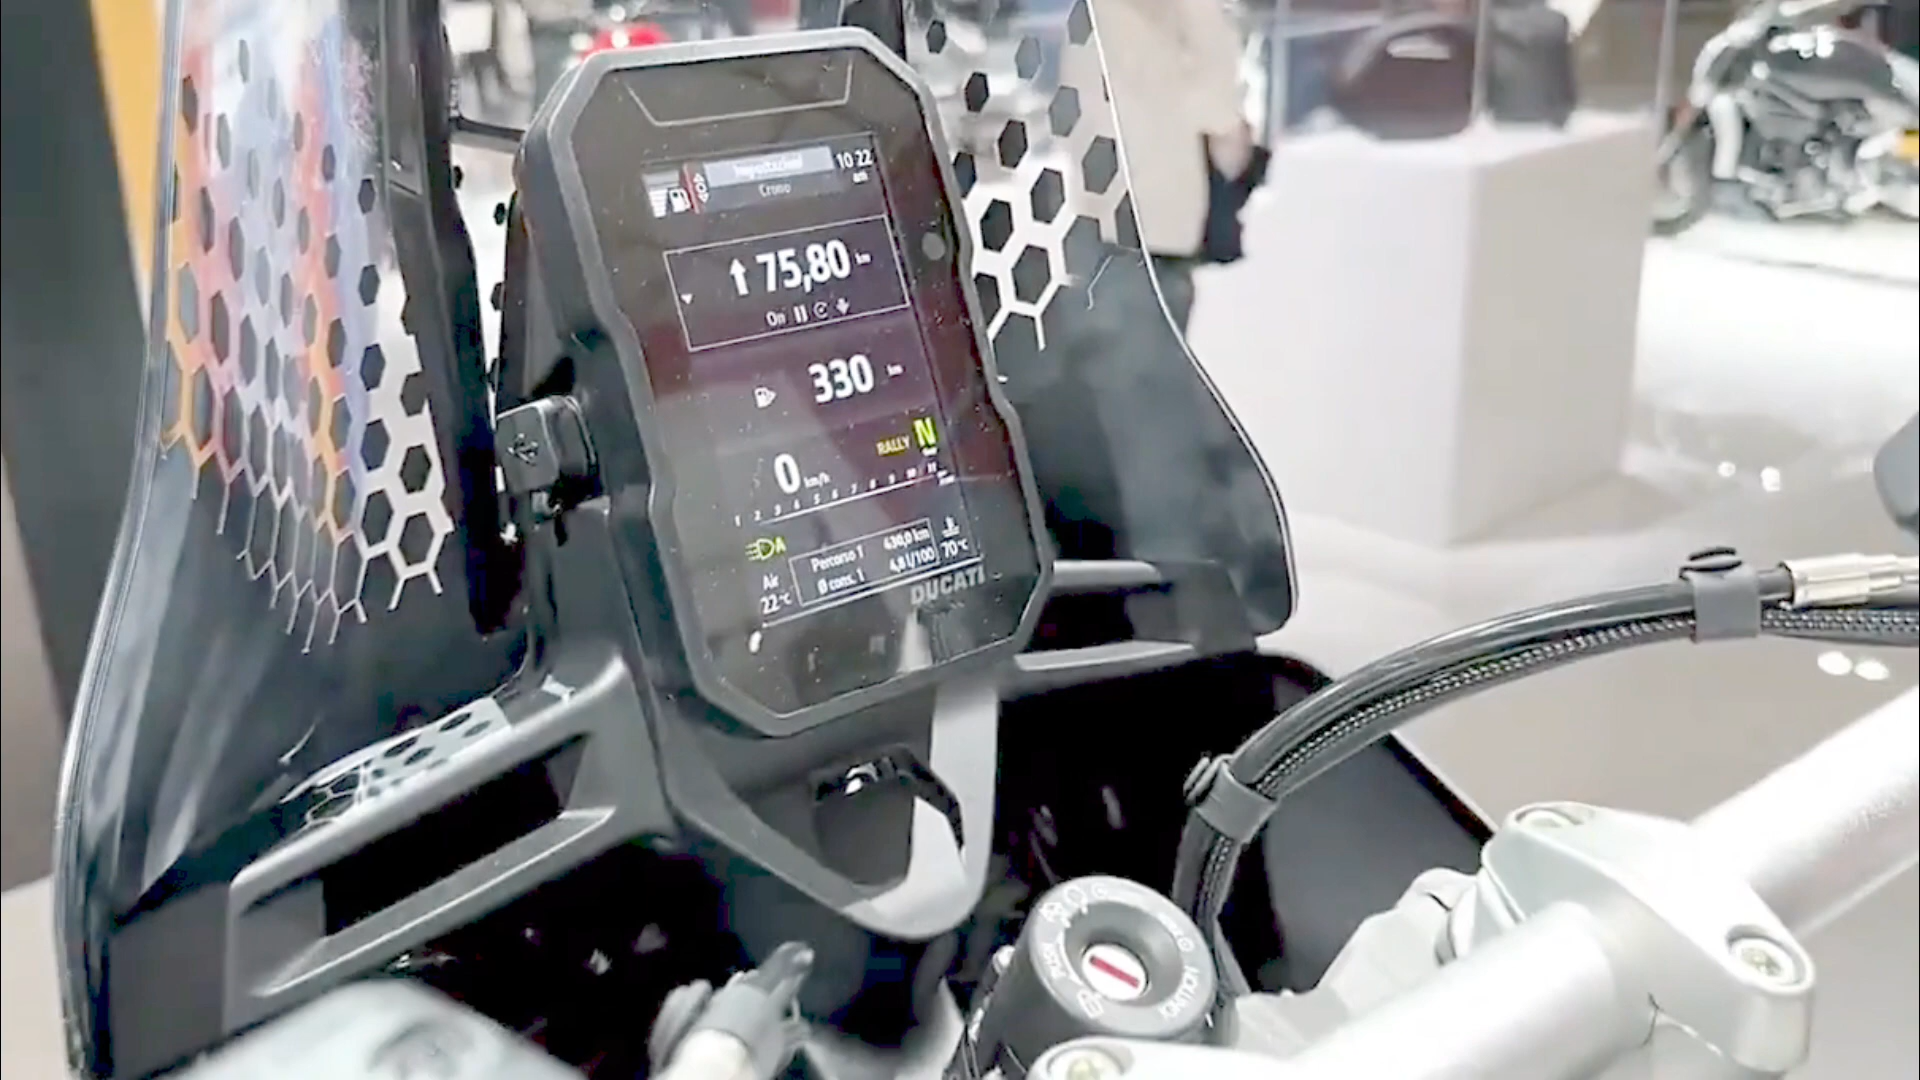 Impostazioni
10:22
am
Crono
↑ 75,80 km
On
330 km
RALLY N
0 km/h
1 2 3 4 5 6 7 8 9 10 11
A
Percorso 1 430,0 km
Ø cons. 1 4,8 l/100
Air
22°C
70°C
DUCATI
IGNITION